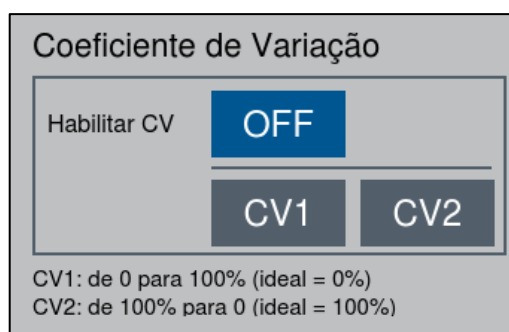 Coeficiente de Variação
Habilitar CV OFF
CV1 CV2
CV1: de 0 para 100% (ideal = 0%)
CV2: de 100% para 0 (ideal = 100%)